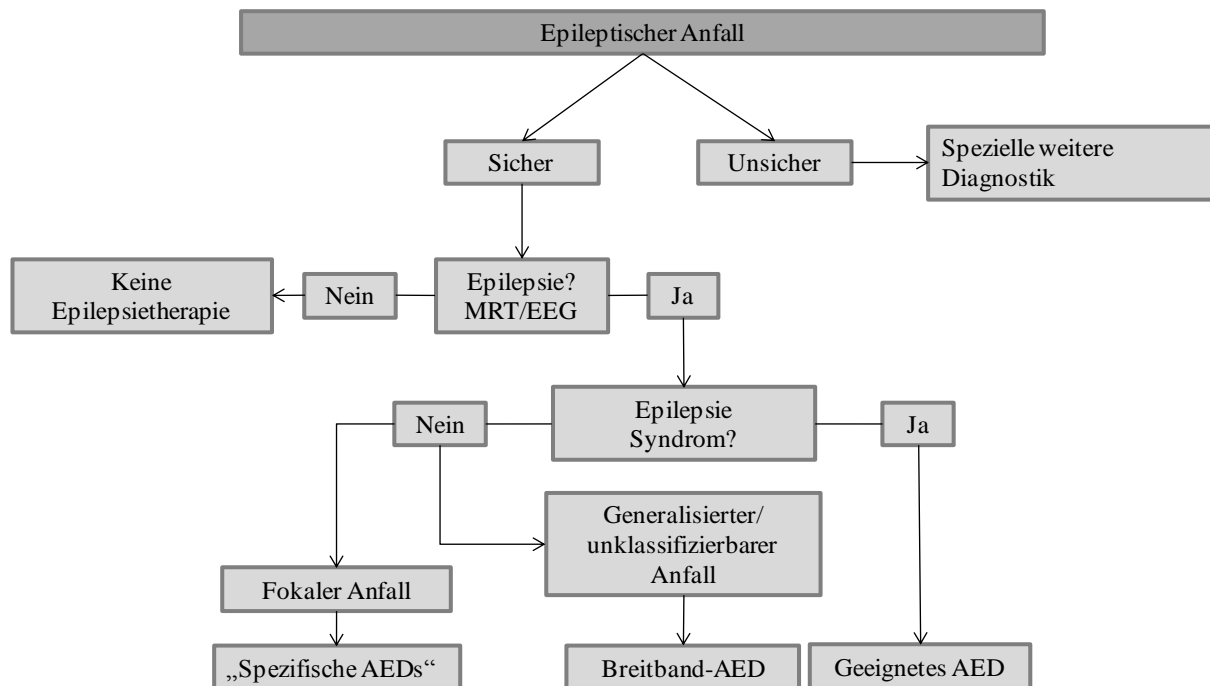 Epileptischer Anfall
Sicher
Unsicher
Spezielle weitere
Diagnostik
Keine
Epilepsietherapie
Nein
Epilepsie?
MRT/EEG
Ja
Nein
Epilepsie
Syndrom?
Ja
Generalisierter/
unklassifizierbarer
Anfall
Fokaler Anfall
„Spezifische AEDs“
Breitband-AED
Geeignetes AED